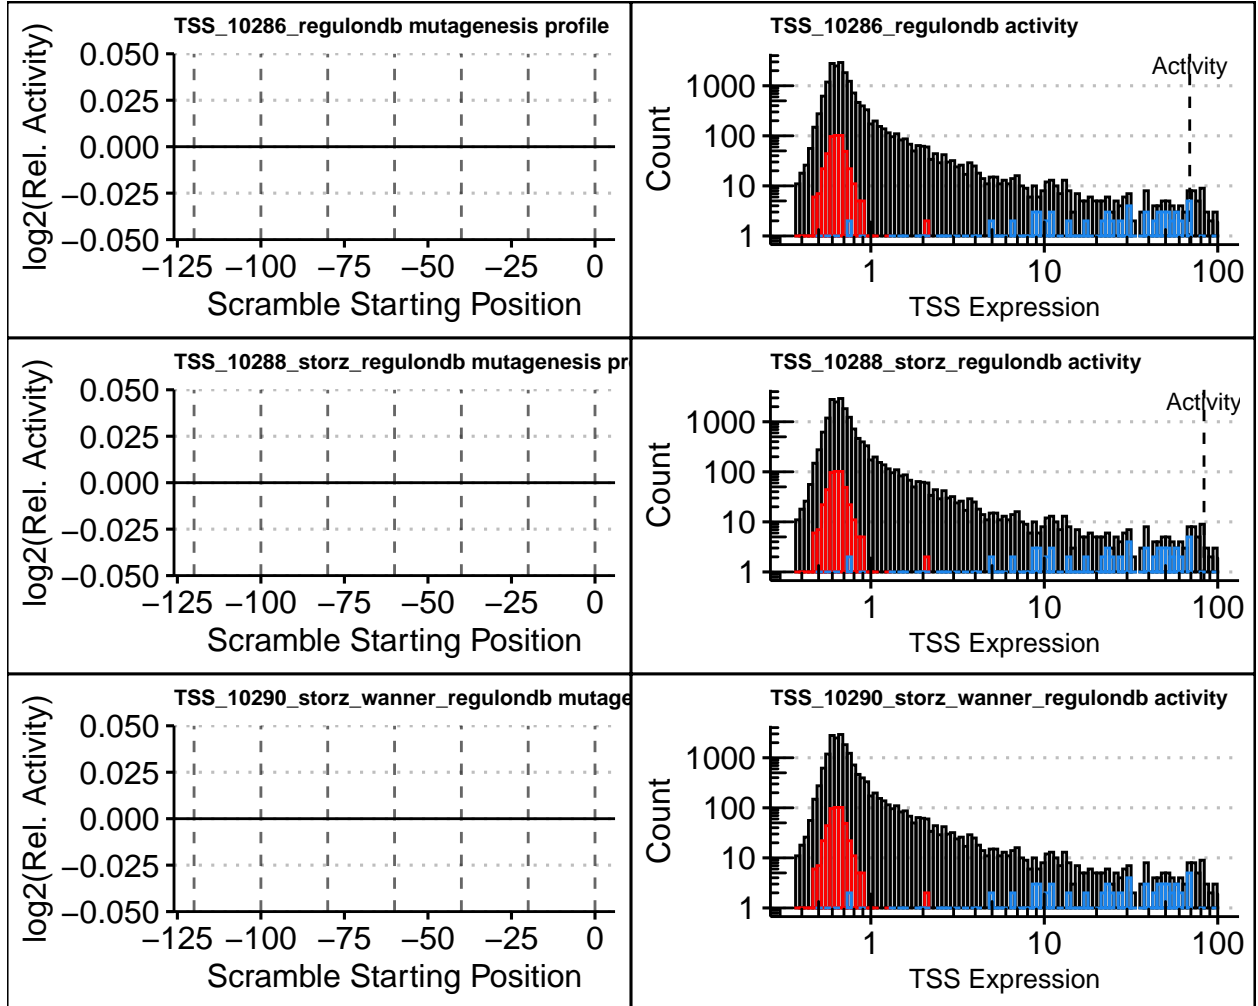 TSS_10286_regulondb mutagenesis profile
log2(Rel. Activity)
0.050
0.025
0.000
−0.025
−0.050
−125 −100 −75 −50 −25 0
Scramble Starting Position
TSS_10286_regulondb activity
Activity
Count
1000
100
10
1
1 10 100
TSS Expression
TSS_10288_storz_regulondb mutagenesis pr
log2(Rel. Activity)
0.050
0.025
0.000
−0.025
−0.050
−125 −100 −75 −50 −25 0
Scramble Starting Position
TSS_10288_storz_regulondb activity
Activity
Count
1000
100
10
1
1 10 100
TSS Expression
TSS_10290_storz_wanner_regulondb mutage
log2(Rel. Activity)
0.050
0.025
0.000
−0.025
−0.050
−125 −100 −75 −50 −25 0
Scramble Starting Position
TSS_10290_storz_wanner_regulondb activity
Count
1000
100
10
1
1 10 100
TSS Expression